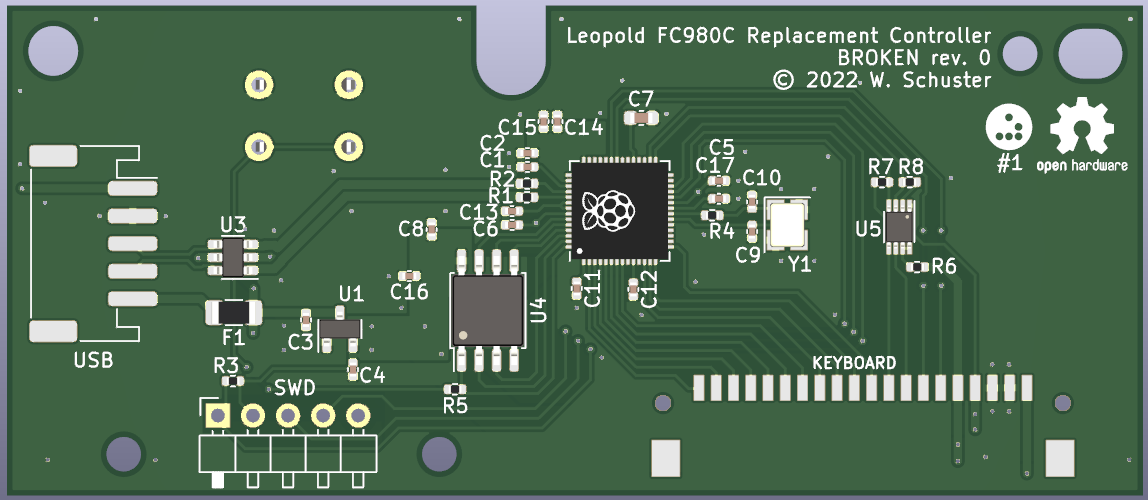 Leopold FC980C Replacement Controller
BROKEN rev. 0
© 2022 W. Schuster
C7
C15 C14
C2
C1
R2
R1
C13
C6
C8
C5
C17
C10
R4
C9
Y1
#1
open hardware
R7 R8
U5
R6
U3
U1
C16
U4
C11
C12
F1
C3
USB
R3
C4
SWD
R5
KEYBOARD